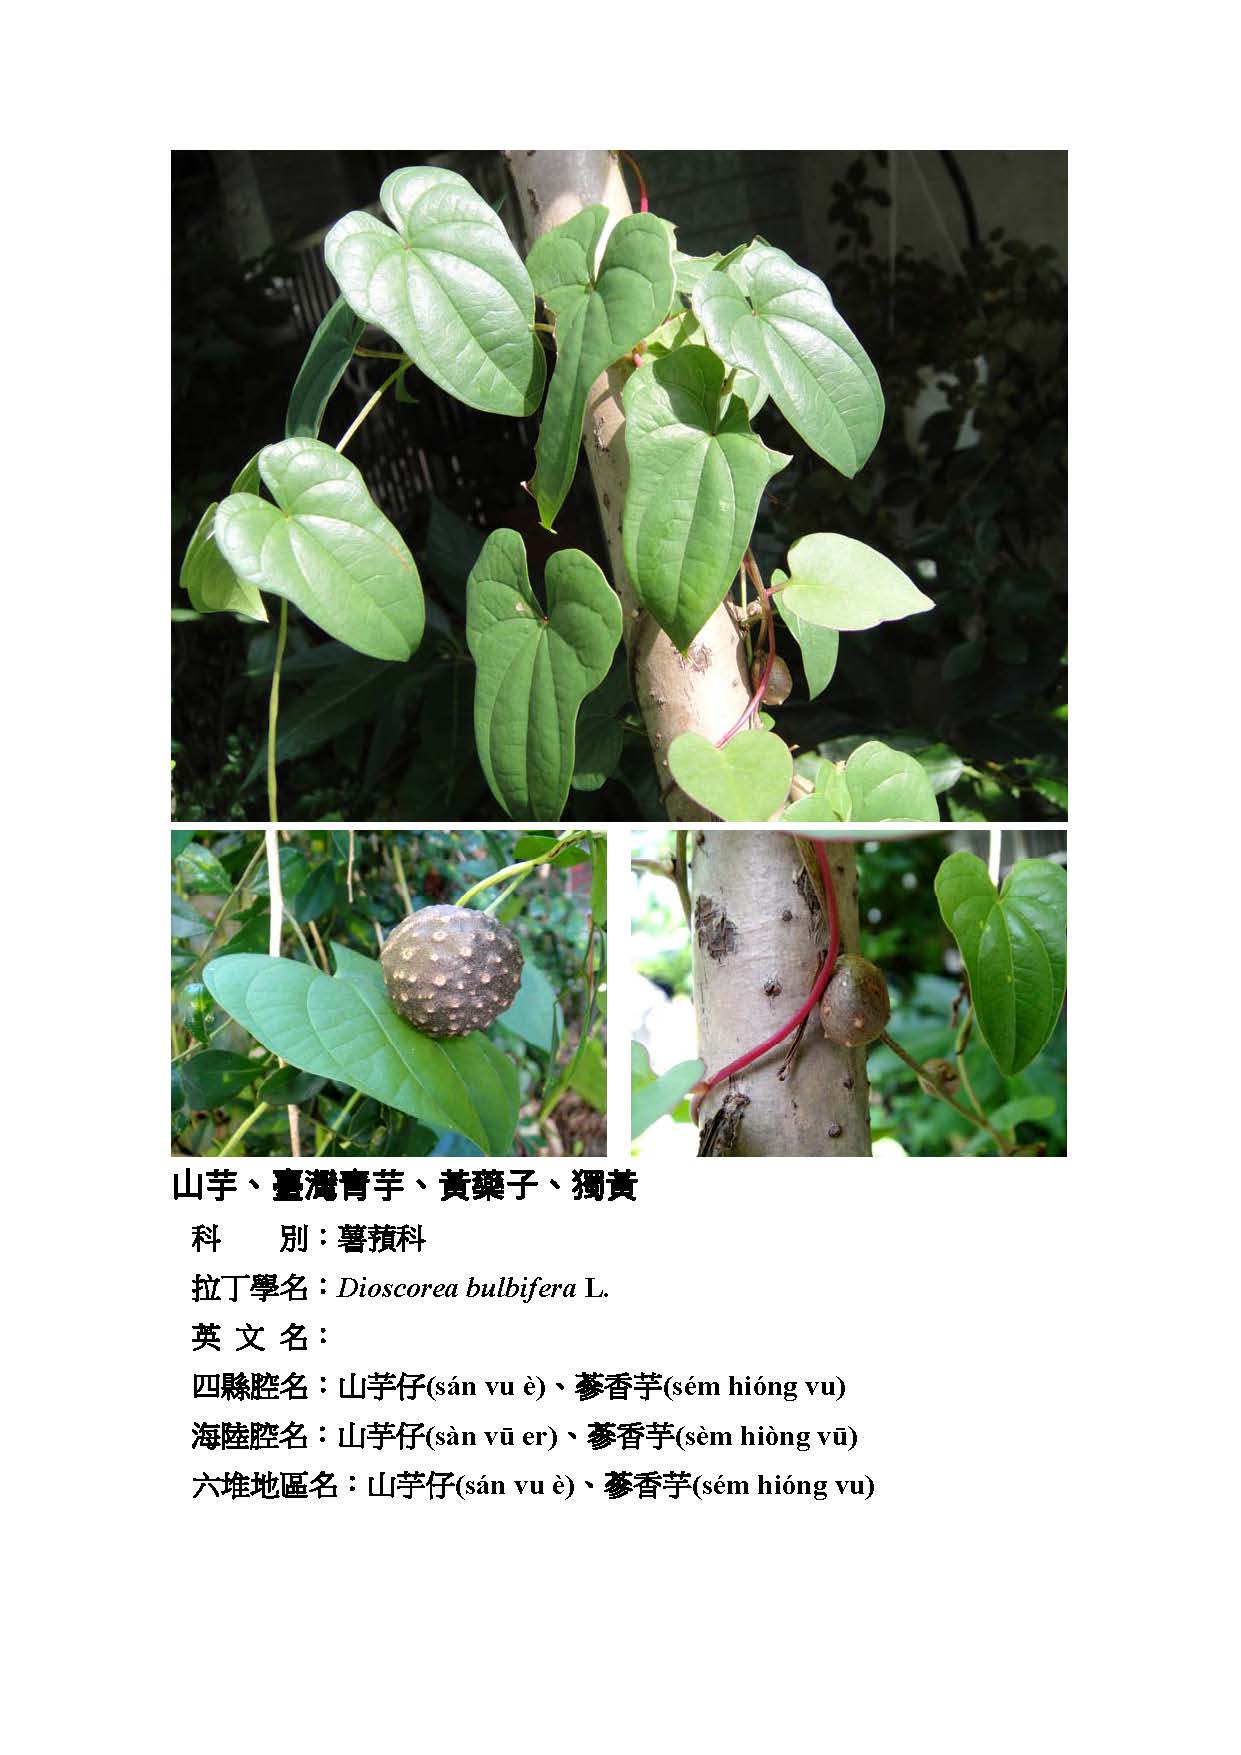 山芋、臺灣青芋、黃藥子、獨黃
科　　別：薯蕷科
拉丁學名：Dioscorea bulbifera L.
英 文 名：
四縣腔名：山芋仔(sán vu è)、蔘香芋(sém hióng vu)
海陸腔名：山芋仔(sàn vū er)、蔘香芋(sèm hiòng vū)
六堆地區名：山芋仔(sán vu è)、蔘香芋(sém hióng vu)